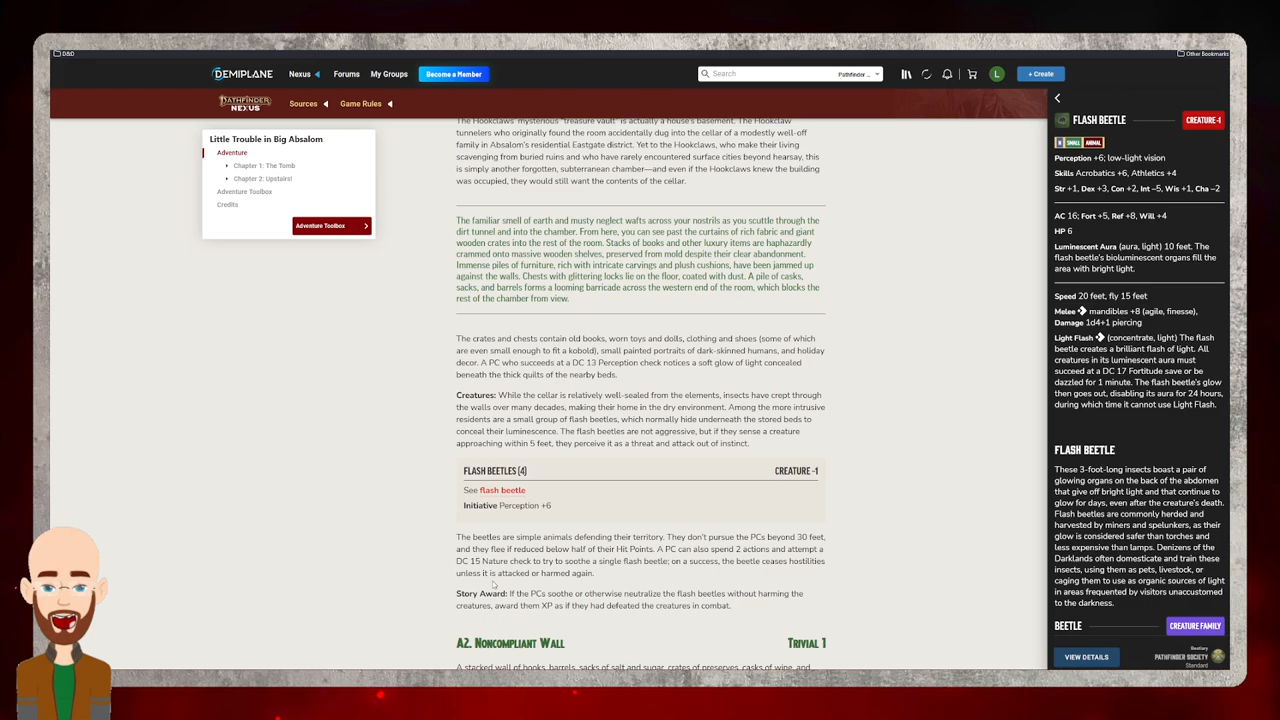 D&D
Other Bookmarks
DEMIPLANE
Nexus
Forums
My Groups
Become a Member
Search
Pathfinder ...
L
+ Create
PATHFINDER NEXUS
Sources
Game Rules
Little Trouble in Big Absalom
Adventure
Chapter 1: The Tomb
Chapter 2: Upstairs!
Adventure Toolbox
Credits
Adventure Toolbox
The Hookclaws' mysterious "treasure vault" is actually a house's basement. The Hookclaw
tunnelers who originally found the room accidentally dug into the cellar of a modestly well-off
family in Absalom's residential Eastgate district. Yet to the Hookclaws, who make their living
scavenging from buried ruins and who have rarely encountered surface cities beyond hearsay, this
is simply another forgotten, subterranean chamber—and even if the Hookclaws knew the building
was occupied, they would still want the contents of the cellar.
The familiar smell of earth and musty neglect wafts across your nostrils as you scuttle through the
dirt tunnel and into the chamber. From here, you can see past the curtains of rich fabric and giant
wooden crates into the rest of the room. Stacks of books and other luxury items are haphazardly
crammed onto massive wooden shelves, preserved from mold despite their clear abandonment.
Immense piles of furniture, rich with intricate carvings and plush cushions, have been jammed up
against the walls. Chests with glittering locks lie on the floor, coated with dust. A pile of casks,
sacks, and barrels forms a looming barricade across the western end of the room, which blocks the
rest of the chamber from view.
The crates and chests contain old books, worn toys and dolls, clothing and shoes (some of which
are even small enough to fit a kobold), small painted portraits of dark-skinned humans, and holiday
decor. A PC who succeeds at a DC 13 Perception check notices a soft glow of light concealed
beneath the thick quilts of the nearby beds.
Creatures: While the cellar is relatively well-sealed from the elements, insects have crept through
the walls over many decades, making their home in the dry environment. Among the more intrusive
residents are a small group of flash beetles, which normally hide underneath the stored beds to
conceal their luminescence. The flash beetles are not aggressive, but if they sense a creature
approaching within 5 feet, they perceive it as a threat and attack out of instinct.
FLASH BEETLES (4)
CREATURE -1
See flash beetle
Initiative Perception +6
The beetles are simple animals defending their territory. They don't pursue the PCs beyond 30 feet,
and they flee if reduced below half of their Hit Points. A PC can also spend 2 actions and attempt a
DC 15 Nature check to try to soothe a single flash beetle; on a success, the beetle ceases hostilities
unless it is attacked or harmed again.
Story Award: If the PCs soothe or otherwise neutralize the flash beetles without harming the
creatures, award them XP as if they had defeated the creatures in combat.
A2. NONCOMPLIANT WALL
TRIVIAL 1
A stacked wall of books, barrels, sacks of salt and sugar, crates of preserves, casks of wine, and
FLASH BEETLE
CREATURE-1
N SMALL ANIMAL
Perception +6; low-light vision
Skills Acrobatics +6, Athletics +4
Str +1, Dex +3, Con +2, Int -5, Wis +1, Cha -2
AC 16; Fort +5, Ref +8, Will +4
HP 6
Luminescent Aura (aura, light) 10 feet. The
flash beetle's bioluminescent organs fill the
area with bright light.
Speed 20 feet, fly 15 feet
Melee mandibles +8 (agile, finesse),
Damage 1d4+1 piercing
Light Flash (concentrate, light) The flash
beetle creates a brilliant flash of light. All
creatures in its luminescent aura must
succeed at a DC 17 Fortitude save or be
dazzled for 1 minute. The flash beetle's glow
then goes out, disabling its aura for 24 hours,
during which time it cannot use Light Flash.
FLASH BEETLE
These 3-foot-long insects boast a pair of
glowing organs on the back of the abdomen
that give off bright light and that continue to
glow for days, even after the creature's death.
Flash beetles are commonly herded and
harvested by miners and spelunkers, as their
glow is considered safer than torches and
less expensive than lamps. Denizens of the
Darklands often domesticate and train these
insects, using them as pets, livestock, or
caging them to use as organic sources of light
in areas frequented by visitors unaccustomed
to the darkness.
BEETLE
CREATURE FAMILY
VIEW DETAILS
Bestiary
PATHFINDER SOCIETY
Standard